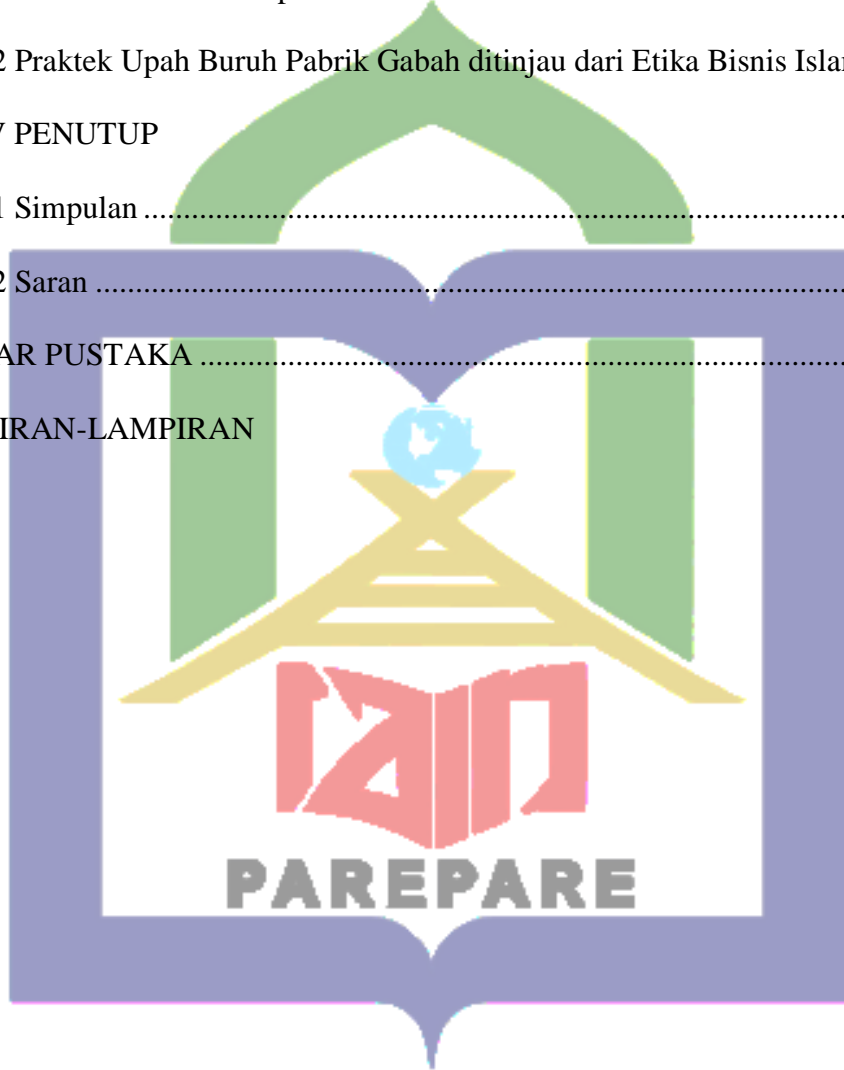 2 Praktek Upah Buruh Pabrik Gabah ditinjau dari Etika Bisnis
PENUTUP
1 Simpulan ..........................................................................................
2 Saran ................................................................................................
AR PUSTAKA ...................................................................................
IRAN-LAMPIRAN
iain
PAREPARE